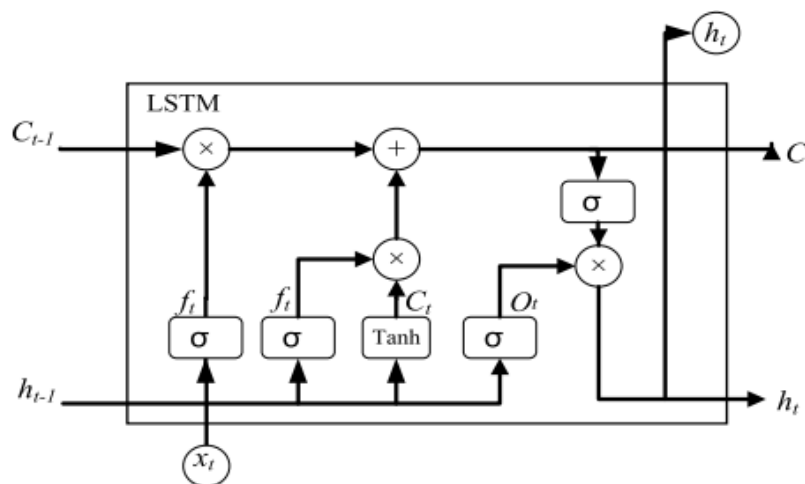 h_t
LSTM
C_{t-1} × + C
σ
× ×
f_t f_t C_t O_t
σ σ Tanh σ
h_{t-1} h_t
x_t